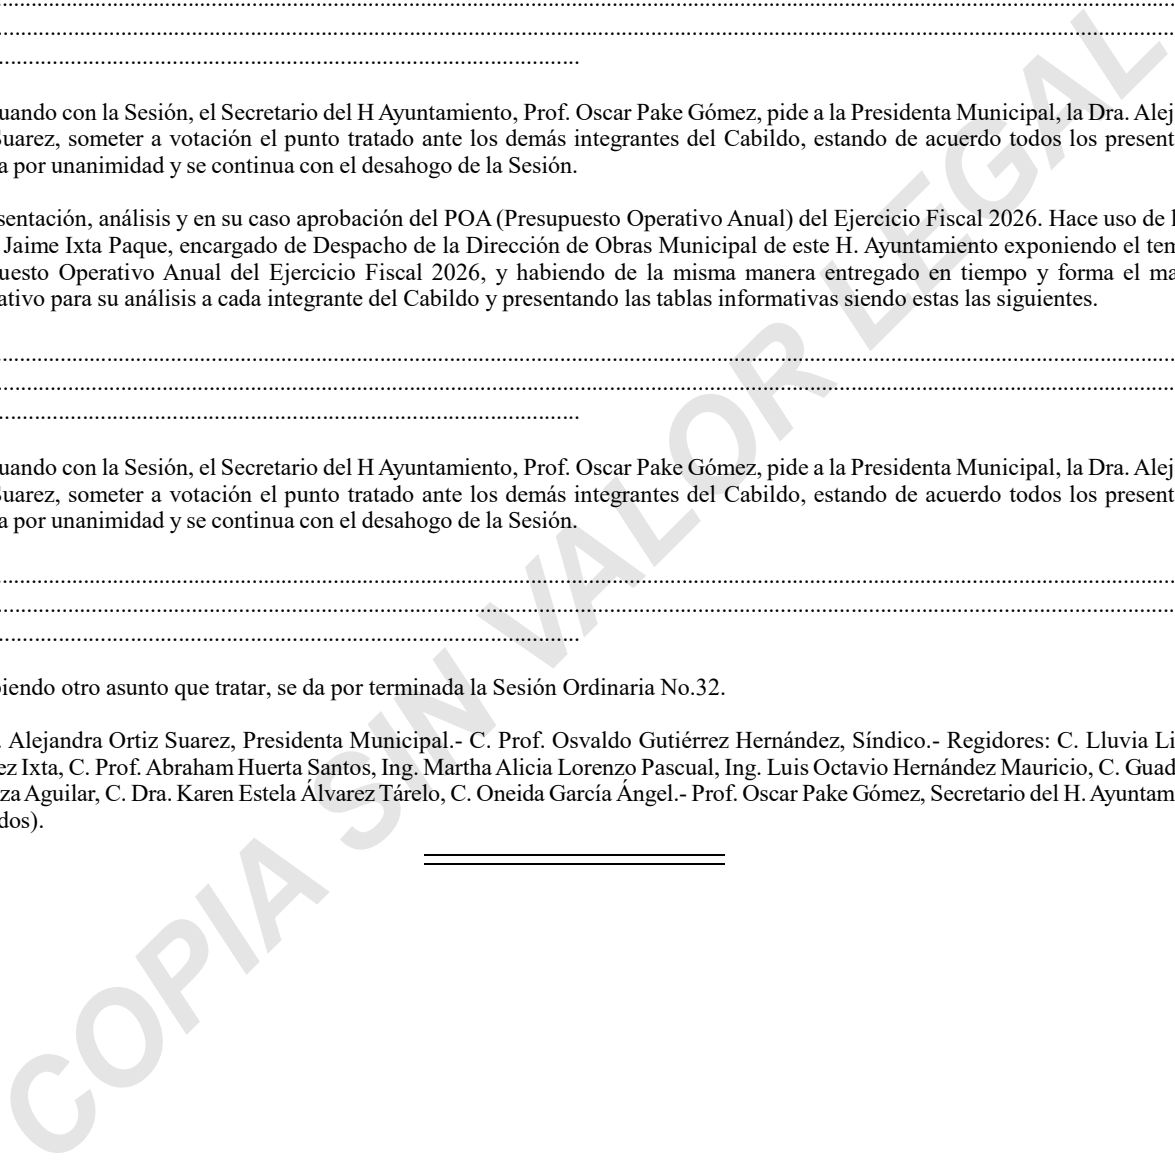 uando con la Sesión, el Secretario del H Ayuntamiento, Prof. Oscar Pake Gómez, pide a la Presidenta Municipal, la Dra. Alej
Suarez, someter a votación el punto tratado ante los demás integrantes del Cabildo, estando de acuerdo todos los present
a por unanimidad y se continua con el desahogo de la Sesión.
sentación, análisis y en su caso aprobación del POA (Presupuesto Operativo Anual) del Ejercicio Fiscal 2026. Hace uso de l
Jaime Ixta Paque, encargado de Despacho de la Dirección de Obras Municipal de este H. Ayuntamiento exponiendo el tem
uesto Operativo Anual del Ejercicio Fiscal 2026, y habiendo de la misma manera entregado en tiempo y forma el ma
ativo para su análisis a cada integrante del Cabildo y presentando las tablas informativas siendo estas las siguientes.
uando con la Sesión, el Secretario del H Ayuntamiento, Prof. Oscar Pake Gómez, pide a la Presidenta Municipal, la Dra. Alej
Suarez, someter a votación el punto tratado ante los demás integrantes del Cabildo, estando de acuerdo todos los present
a por unanimidad y se continua con el desahogo de la Sesión.
biendo otro asunto que tratar, se da por terminada la Sesión Ordinaria No.32.
. Alejandra Ortiz Suarez, Presidenta Municipal.- C. Prof. Osvaldo Gutiérrez Hernández, Síndico.- Regidores: C. Lluvia Li
ez Ixta, C. Prof. Abraham Huerta Santos, Ing. Martha Alicia Lorenzo Pascual, Ing. Luis Octavio Hernández Mauricio, C. Guad
za Aguilar, C. Dra. Karen Estela Álvarez Tárelo, C. Oneida García Ángel.- Prof. Oscar Pake Gómez, Secretario del H. Ayuntam
dos).
COPIA SIN VALOR LEGAL